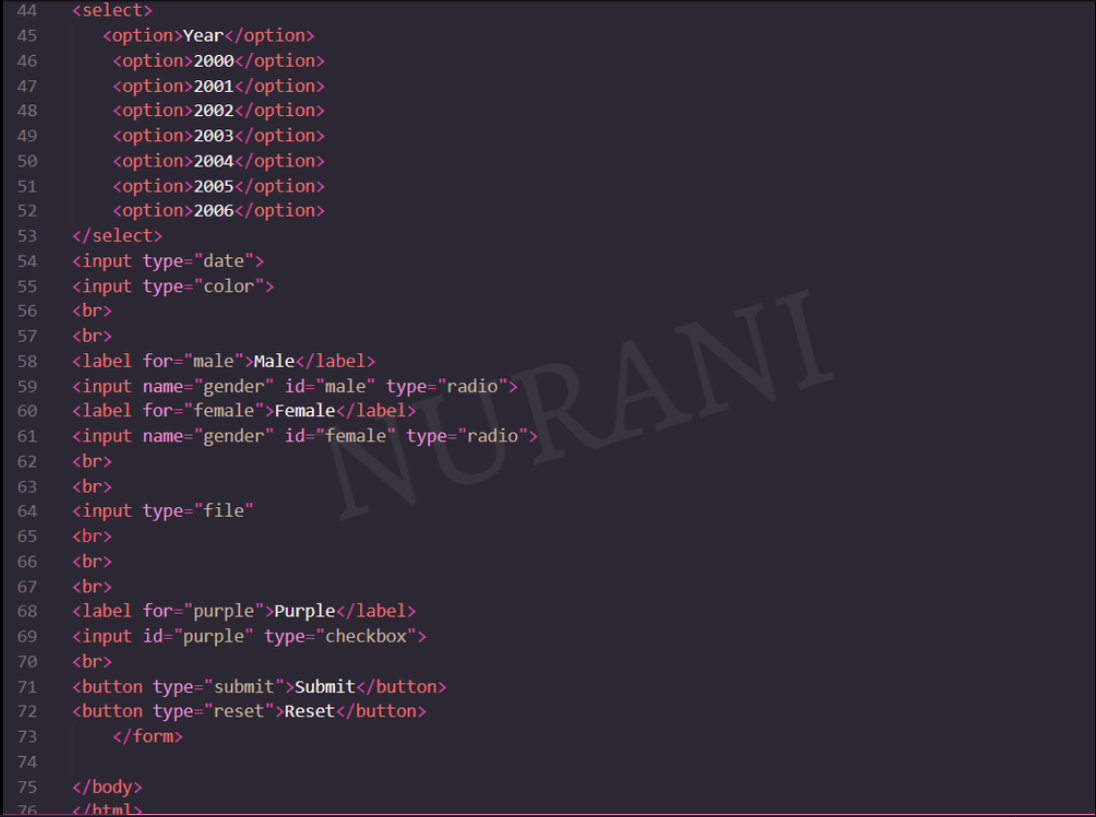 44 <select>
45 <option>Year</option>
46 <option>2000</option>
47 <option>2001</option>
48 <option>2002</option>
49 <option>2003</option>
50 <option>2004</option>
51 <option>2005</option>
52 <option>2006</option>
53 </select>
54 <input type="date">
55 <input type="color">
56 <br>
57 <br>
58 <label for="male">Male</label>
59 <input name="gender" id="male" type="radio">
60 <label for="female">Female</label>
61 <input name="gender" id="female" type="radio">
62 <br>
63 <br>
64 <input type="file"
65 <br>
66 <br>
67 <br>
68 <label for="purple">Purple</label>
69 <input id="purple" type="checkbox">
70 <br>
71 <button type="submit">Submit</button>
72 <button type="reset">Reset</button>
73 </form>
74
75 </body>
76 </html>
NURANI